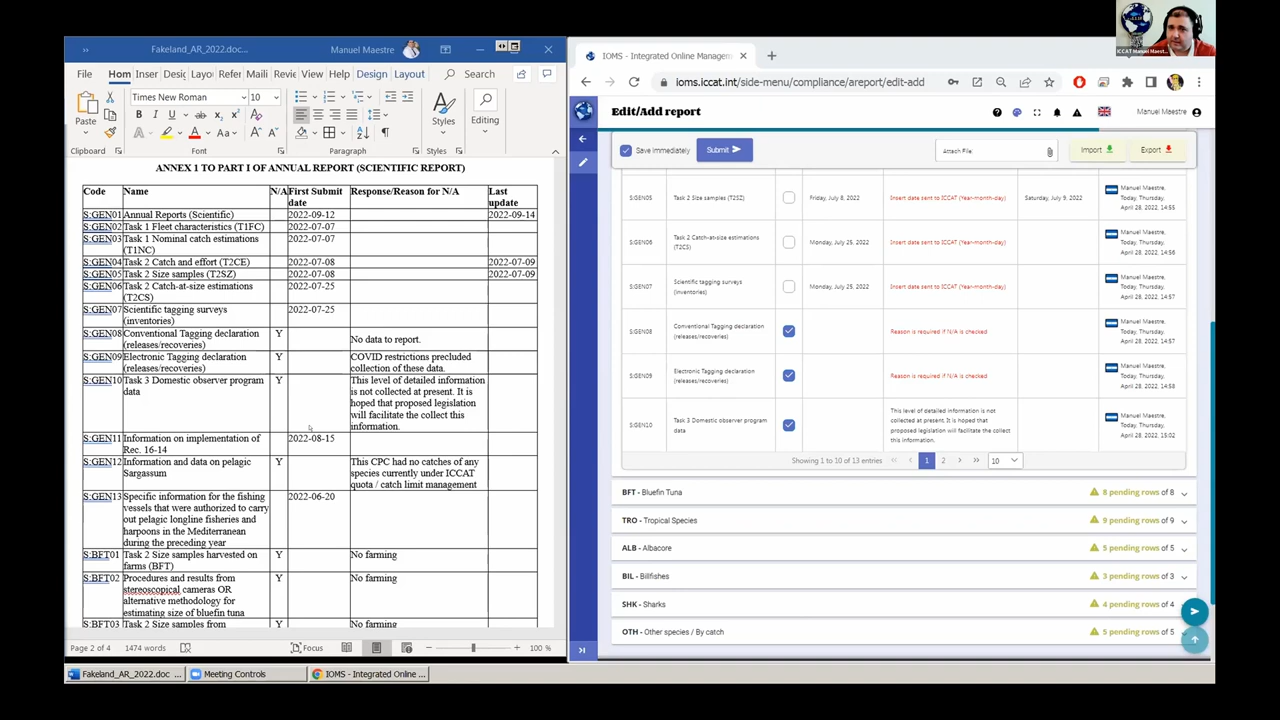 Fakeland_AR_2022.doc...
Manuel Maestre
File Hom Inser Desig Layo Refer Maili Revie View Help Design Layout Search
Times New Roman 10
Paste
Styles
Editing
Clipboard Font Paragraph Styles
ANNEX 1 TO PART I OF ANNUAL REPORT (SCIENTIFIC REPORT)
Code Name N/A First Submit date Response/Reason for N/A Last update
S:GEN01 Annual Reports (Scientific) 2022-09-12 2022-09-14
S:GEN02 Task 1 Fleet characteristics (T1FC) 2022-07-07
S:GEN03 Task 1 Nominal catch estimations (T1NC) 2022-07-07
S:GEN04 Task 2 Catch and effort (T2CE) 2022-07-08 2022-07-09
S:GEN05 Task 2 Size samples (T2SZ) 2022-07-08 2022-07-09
S:GEN06 Task 2 Catch-at-size estimations (T2CS) 2022-07-25
S:GEN07 Scientific tagging surveys (inventories) 2022-07-25
S:GEN08 Conventional Tagging declaration (releases/recoveries) Y No data to report.
S:GEN09 Electronic Tagging declaration (releases/recoveries) Y COVID restrictions precluded collection of these data.
S:GEN10 Task 3 Domestic observer program data Y This level of detailed information is not collected at present. It is hoped that proposed legislation will facilitate the collect this information.
S:GEN11 Information on implementation of Rec. 16-14 2022-08-15
S:GEN12 Information and data on pelagic Sargassum Y This CPC had no catches of any species currently under ICCAT quota / catch limit management
S:GEN13 Specific information for the fishing vessels that were authorized to carry out pelagic longline fisheries and harpoons in the Mediterranean during the preceding year 2022-06-20
S:BFT01 Task 2 Size samples harvested on farms (BFT) Y No farming
S:BFT02 Procedures and results from stereoscopical cameras OR alternative methodology for estimating size of bluefin tuna Y No farming
S:BFT03 Task 2 Size samples from Y No farming
Page 2 of 4 1474 words Focus 100 %
Fakeland_AR_2022.doc ... Meeting Controls IOMS - Integrated Online ...
IOMS - Integrated Online Managem
ioms.iccat.int/side-menu/compliance/areport/edit-add
Edit/Add report
Manuel Maestre
Save Immediately Submit Attach File. Import Export
S:GEN05 Task 2 Size samples (T2SZ) Friday, July 8, 2022 Insert date sent to ICCAT (Year-month-day) Saturday, July 9, 2022 Manuel Maestre, Today, Thursday, April 28, 2022, 14:55
S:GEN06 Task 2 Catch-at-size estimations (T2CS) Monday, July 25, 2022 Insert date sent to ICCAT (Year-month-day) Manuel Maestre, Today, Thursday, April 28, 2022, 14:56
S:GEN07 Scientific tagging surveys (inventories) Monday, July 25, 2022 Insert date sent to ICCAT (Year-month-day) Manuel Maestre, Today, Thursday, April 28, 2022, 14:57
S:GEN08 Conventional Tagging declaration (releases/recoveries) Reason is required if N/A is checked Manuel Maestre, Today, Thursday, April 28, 2022, 14:57
S:GEN09 Electronic Tagging declaration (releases/recoveries) Reason is required if N/A is checked Manuel Maestre, Today, Thursday, April 28, 2022, 14:58
S:GEN10 Task 3 Domestic observer program data This level of detailed information is not collected at present. It is hoped that proposed legislation will facilitate the collect this information. Manuel Maestre, Today, Thursday, April 28, 2022, 15:02
Showing 1 to 10 of 13 entries 1 2 10
BFT - Bluefin Tuna 8 pending rows of 8
TRO - Tropical Species 9 pending rows of 9
ALB - Albacore 5 pending rows of 5
BIL - Billfishes 3 pending rows of 3
SHK - Sharks 4 pending rows of 4
OTH - Other species / By catch 5 pending rows of 5
ICCAT Manuel Maest...